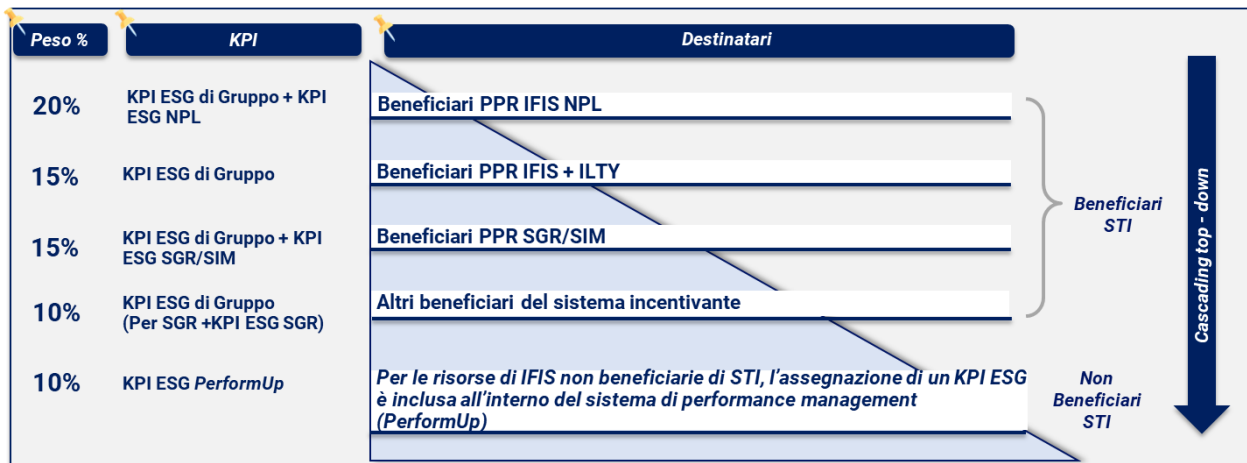 Peso %
KPI
Destinatari
20%
KPI ESG di Gruppo + KPI
ESG NPL
Beneficiari PPR IFIS NPL
15%
KPI ESG di Gruppo
Beneficiari PPR IFIS + ILTY
15%
KPI ESG di Gruppo + KPI
ESG SGR/SIM
Beneficiari PPR SGR/SIM
10%
KPI ESG di Gruppo
(Per SGR +KPI ESG SGR)
Altri beneficiari del sistema incentivante
10%
KPI ESG PerformUp
Per le risorse di IFIS non beneficiarie di STI, l’assegnazione di un KPI ESG
è inclusa all’interno del sistema di performance management
(PerformUp)
Beneficiari
STI
Non
Beneficiari
STI
Cascading top - down